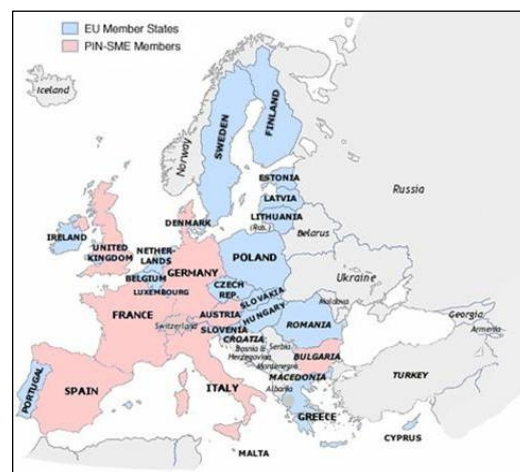 EU Member States
PIN-SME Members
Iceland
SWEDEN
FINLAND
Norway
Russia
ESTONIA
LATVIA
LITHUANIA
(Rus.)
DENMARK
Belarus
IRELAND
UNITED
KINGDOM
NETHER-
LANDS
POLAND
BELGIUM
GERMANY
LUXEMBOURG
CZECH
REP.
Ukraine
SLOVAKIA
FRANCE
AUSTRIA
HUNGARY
Moldova
Switzerland
SLOVENIA
ROMANIA
CROATIA
Bosnia &
Herzegovina
Serbia
Georgia
Armenia
Montenegro
BULGARIA
PORTUGAL
SPAIN
ITALY
MACEDONIA
Albania
TURKEY
GREECE
CYPRUS
MALTA